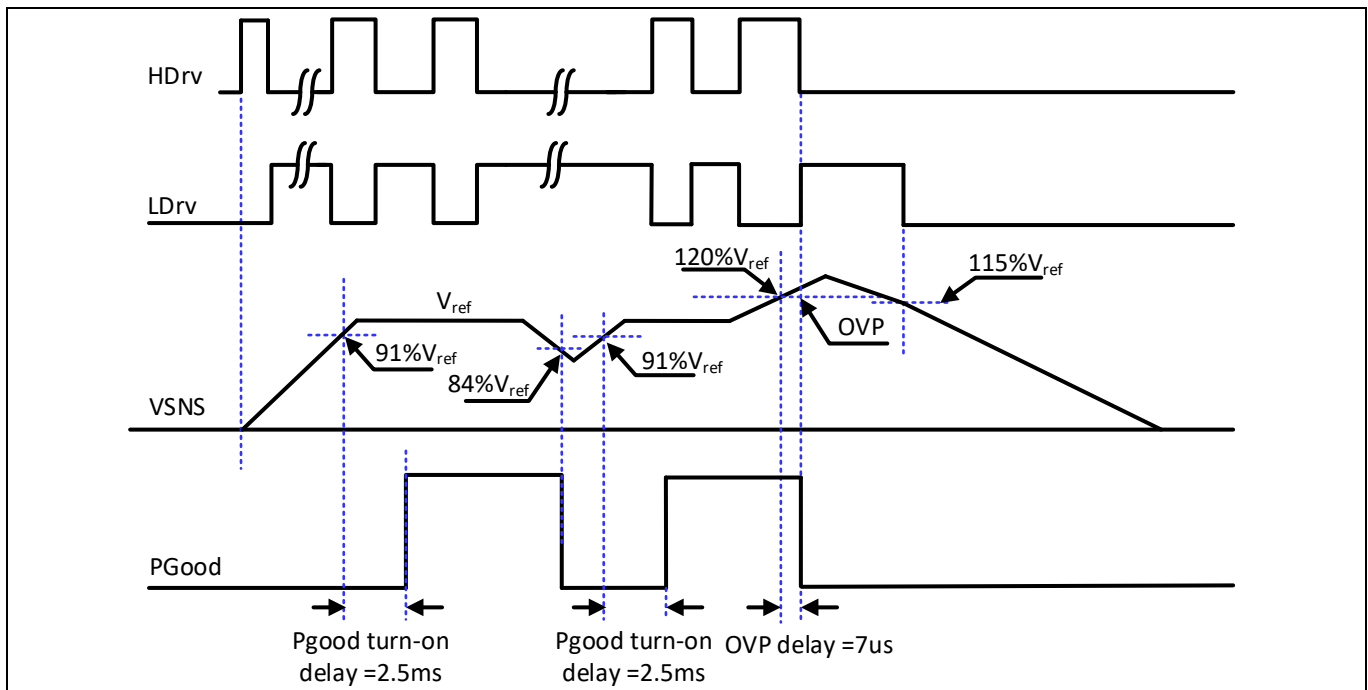 HDrv
LDrv
120%Vref
115%Vref
Vref
OVP
91%Vref
84%Vref
91%Vref
VSNS
PGood
Pgood turn-on
delay =2.5ms
Pgood turn-on
delay =2.5ms
OVP delay =7us